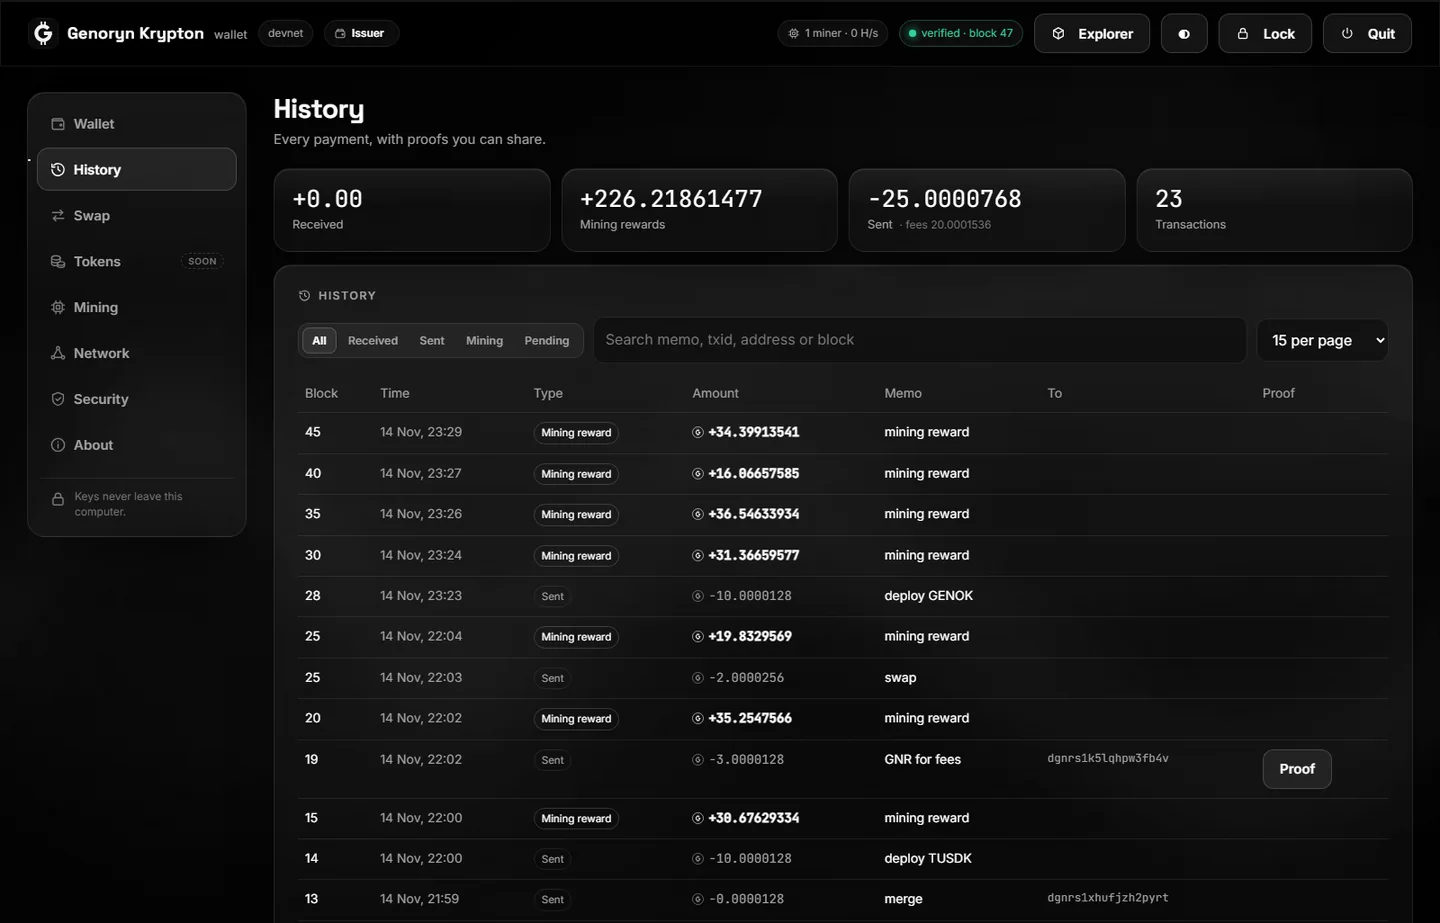 Genoryn Krypton wallet devnet Issuer 1 miner · 0 H/s verified · block 47 Explorer Lock Quit
Wallet
History
Swap
Tokens SOON
Mining
Network
Security
About
Keys never leave this
computer.
History
Every payment, with proofs you can share.
+0.00
Received
+226.21861477
Mining rewards
-25.0000768
Sent · fees 20.0001536
23
Transactions
HISTORY
All Received Sent Mining Pending Search memo, txid, address or block 15 per page
Block Time Type Amount Memo To Proof
45 14 Nov, 23:29 Mining reward +34.39913541 mining reward
40 14 Nov, 23:27 Mining reward +16.06657585 mining reward
35 14 Nov, 23:26 Mining reward +36.54633934 mining reward
30 14 Nov, 23:24 Mining reward +31.36659577 mining reward
28 14 Nov, 23:23 Sent -10.0000128 deploy GENOK
25 14 Nov, 22:04 Mining reward +19.8329569 mining reward
25 14 Nov, 22:03 Sent -2.0000256 swap
20 14 Nov, 22:02 Mining reward +35.2547566 mining reward
19 14 Nov, 22:02 Sent -3.0000128 GNR for fees dgnrs1k5lqhpw3fb4v Proof
15 14 Nov, 22:00 Mining reward +30.67629334 mining reward
14 14 Nov, 22:00 Sent -10.0000128 deploy TUSDK
13 14 Nov, 21:59 Sent -0.0000128 merge dgnrs1xhufjzh2pyrt